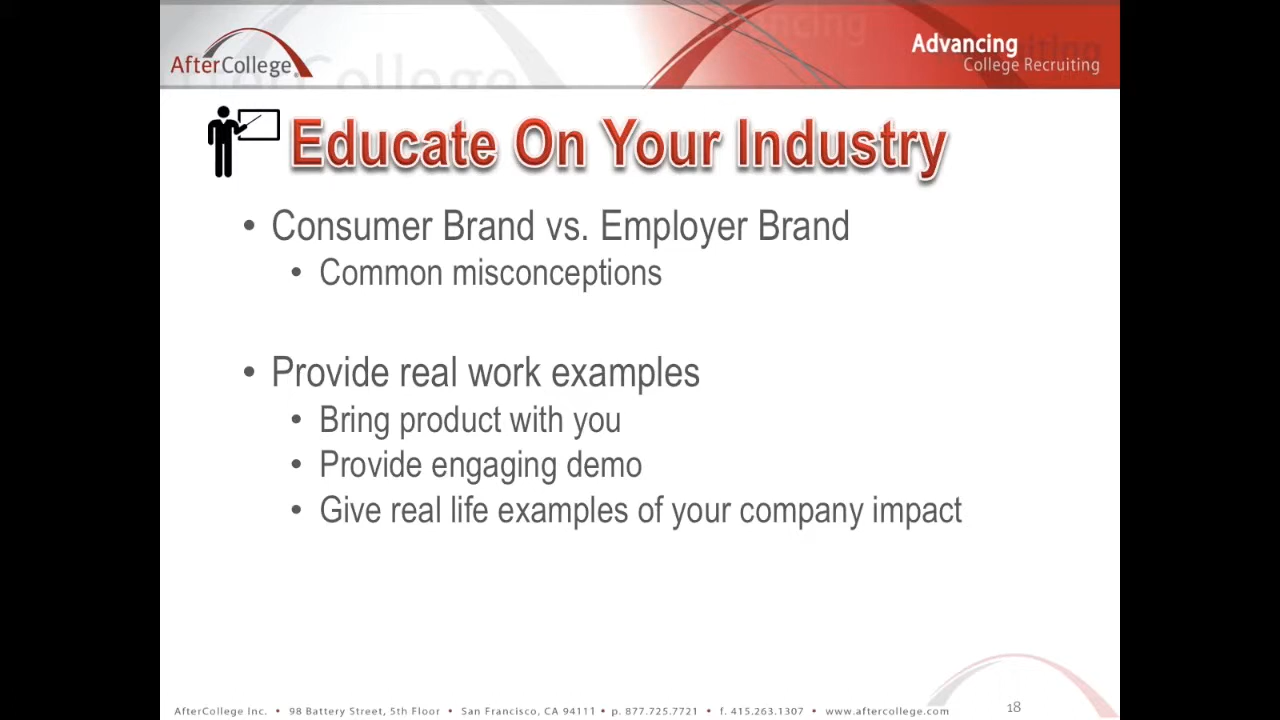 AfterCollege.
Advancing
College Recruiting
Educate On Your Industry
• Consumer Brand vs. Employer Brand
• Common misconceptions
• Provide real work examples
• Bring product with you
• Provide engaging demo
• Give real life examples of your company impact
AfterCollege Inc. • 98 Battery Street, 5th Floor • San Francisco, CA 94111 • p. 877.725.7721 • f. 415.263.1307 • www.aftercollege.com
18